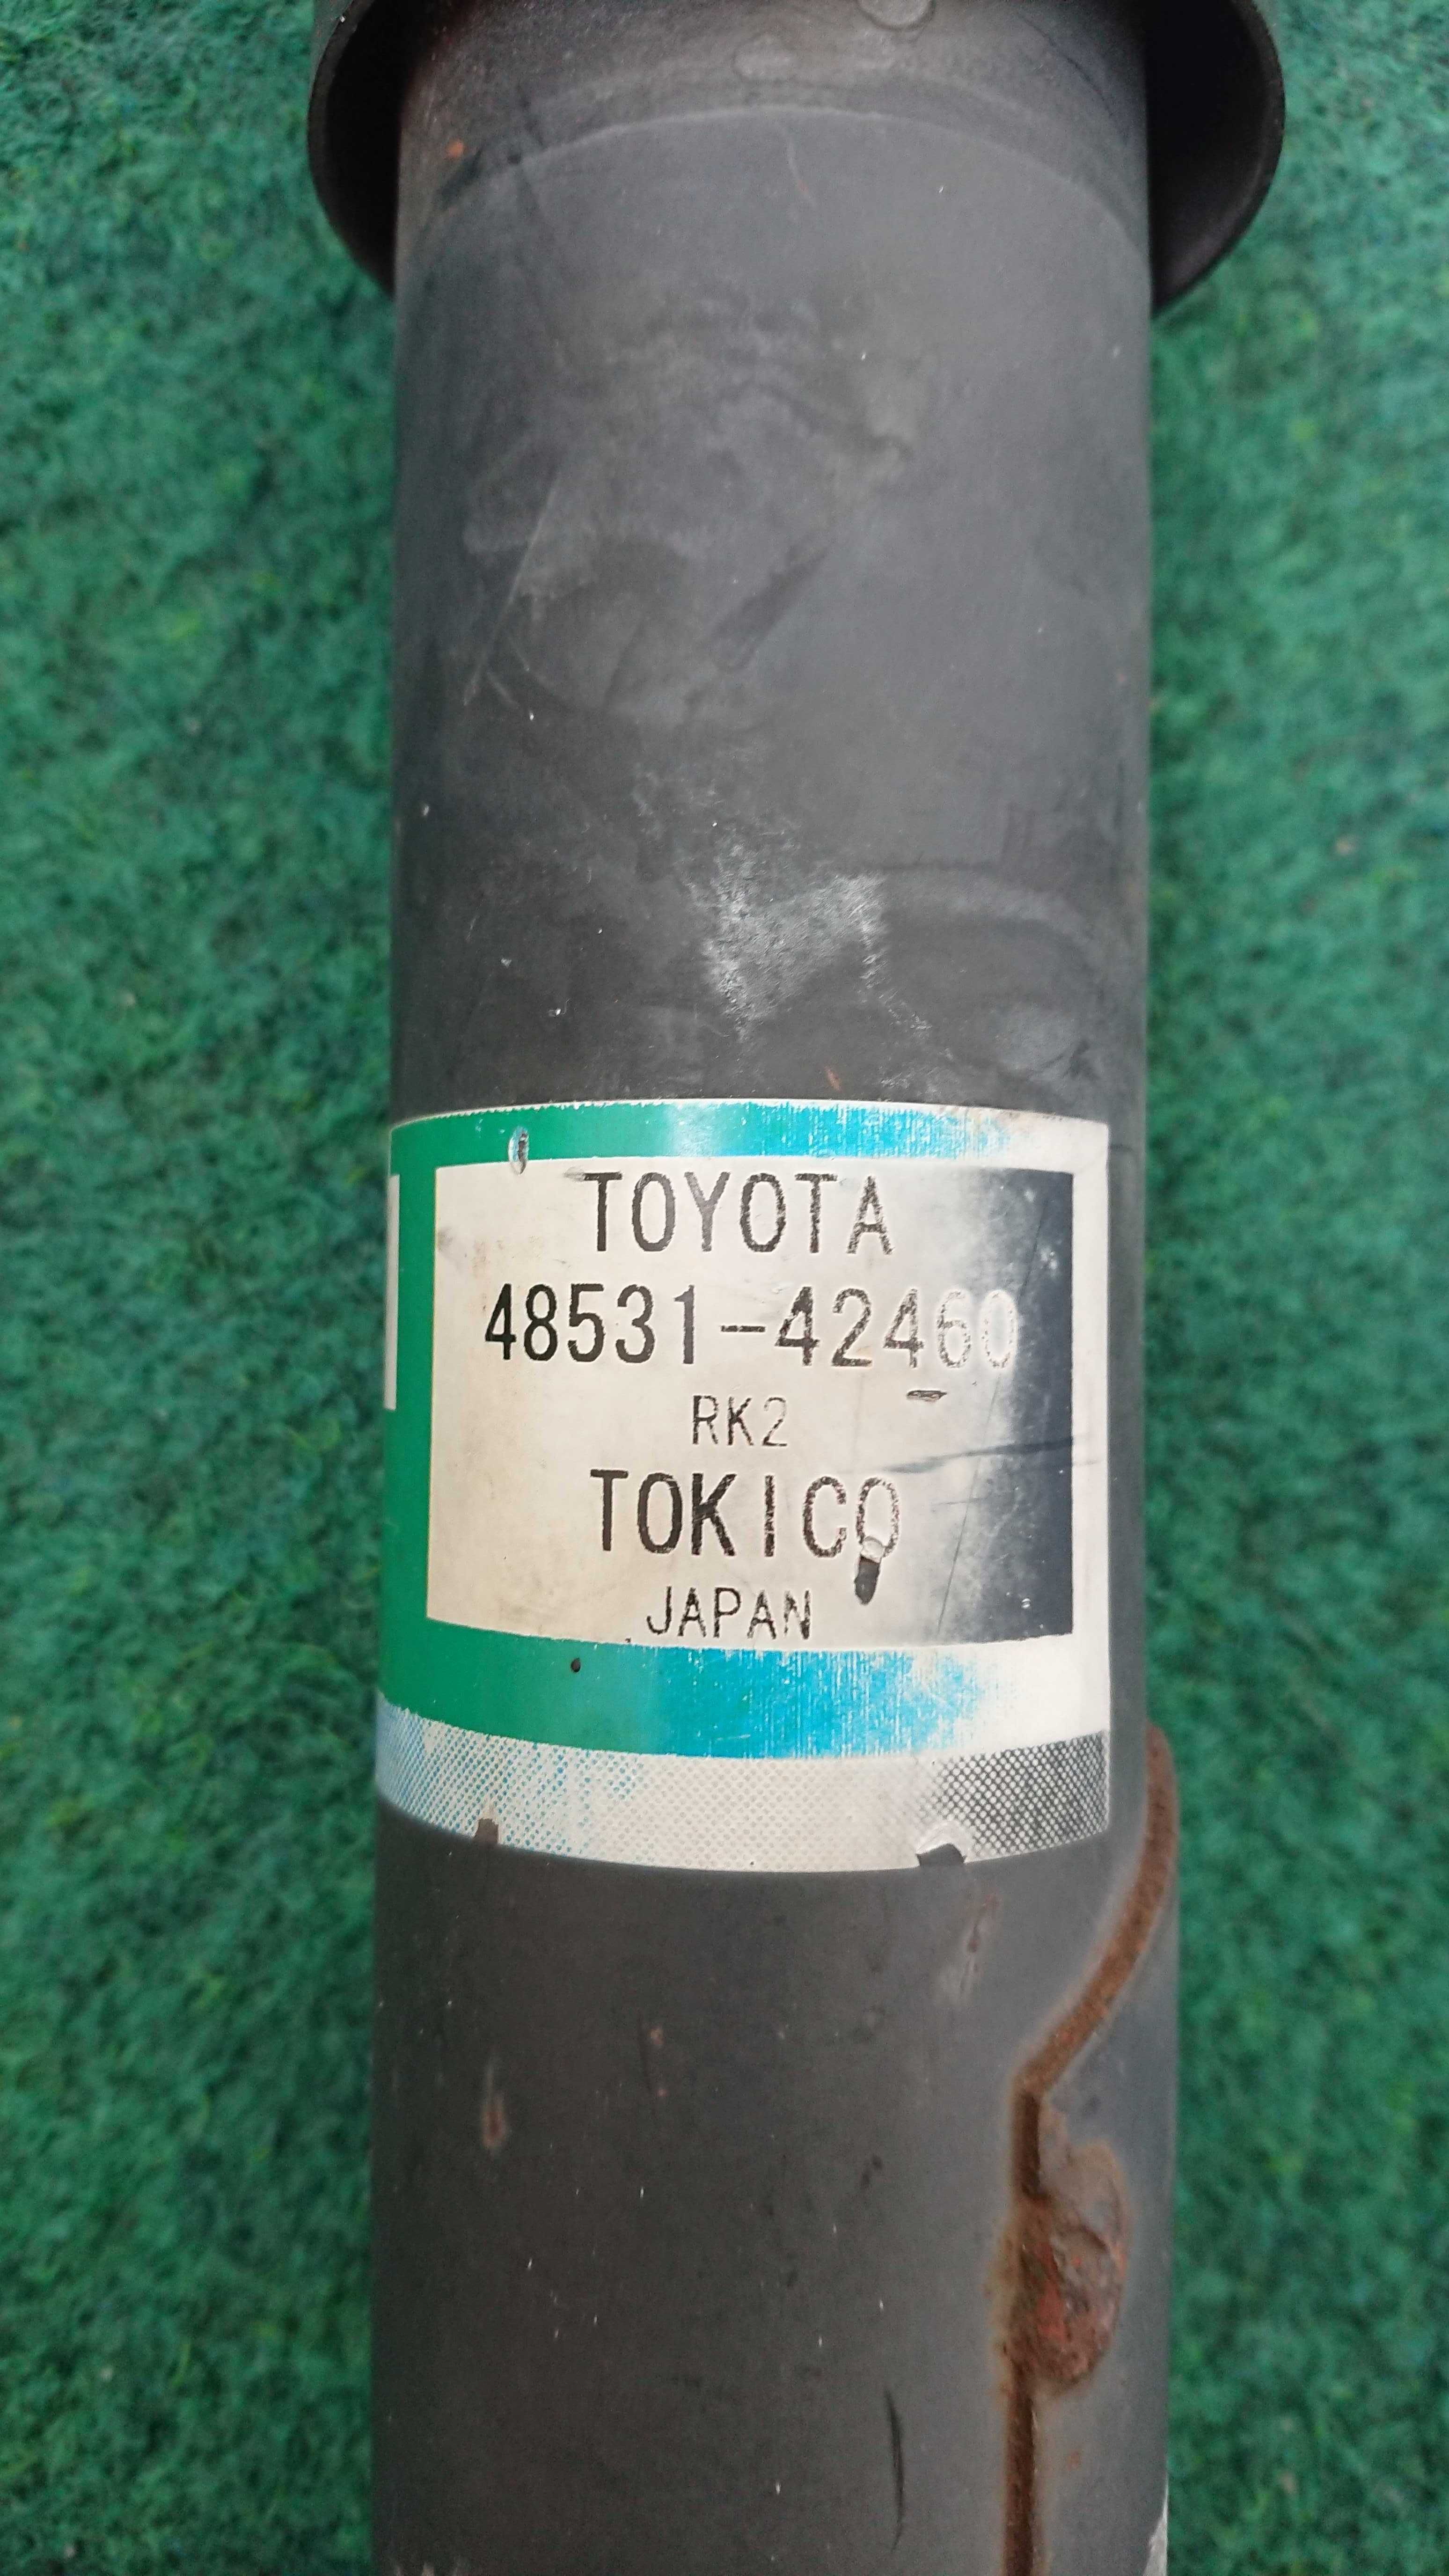 TOYOTA
48531-42460
RK2
TOKICO
JAPAN